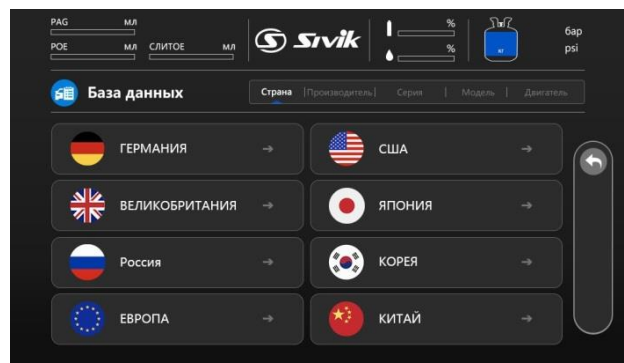 PAG мл
POE мл СЛИТОЕ мл
Sivik
%
%
кг
бар
psi
База данных
Страна | Производитель | Серия | Модель | Двигатель
ГЕРМАНИЯ → США →
ВЕЛИКОБРИТАНИЯ → ЯПОНИЯ →
Россия → КОРЕЯ →
ЕВРОПА → КИТАЙ →